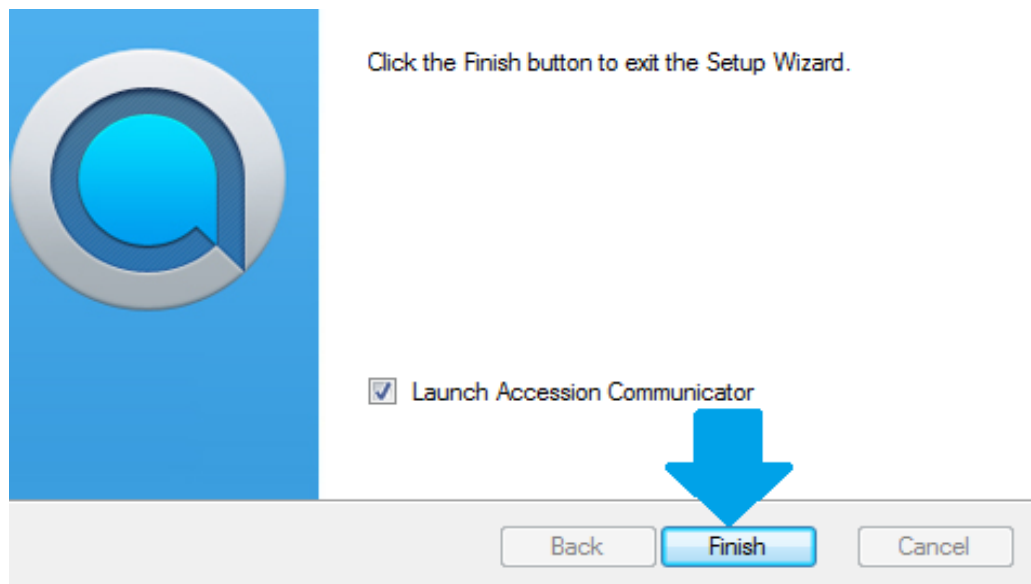 Click the Finish button to exit the Setup Wizard.
Launch Accession Communicator
Back Finish Cancel